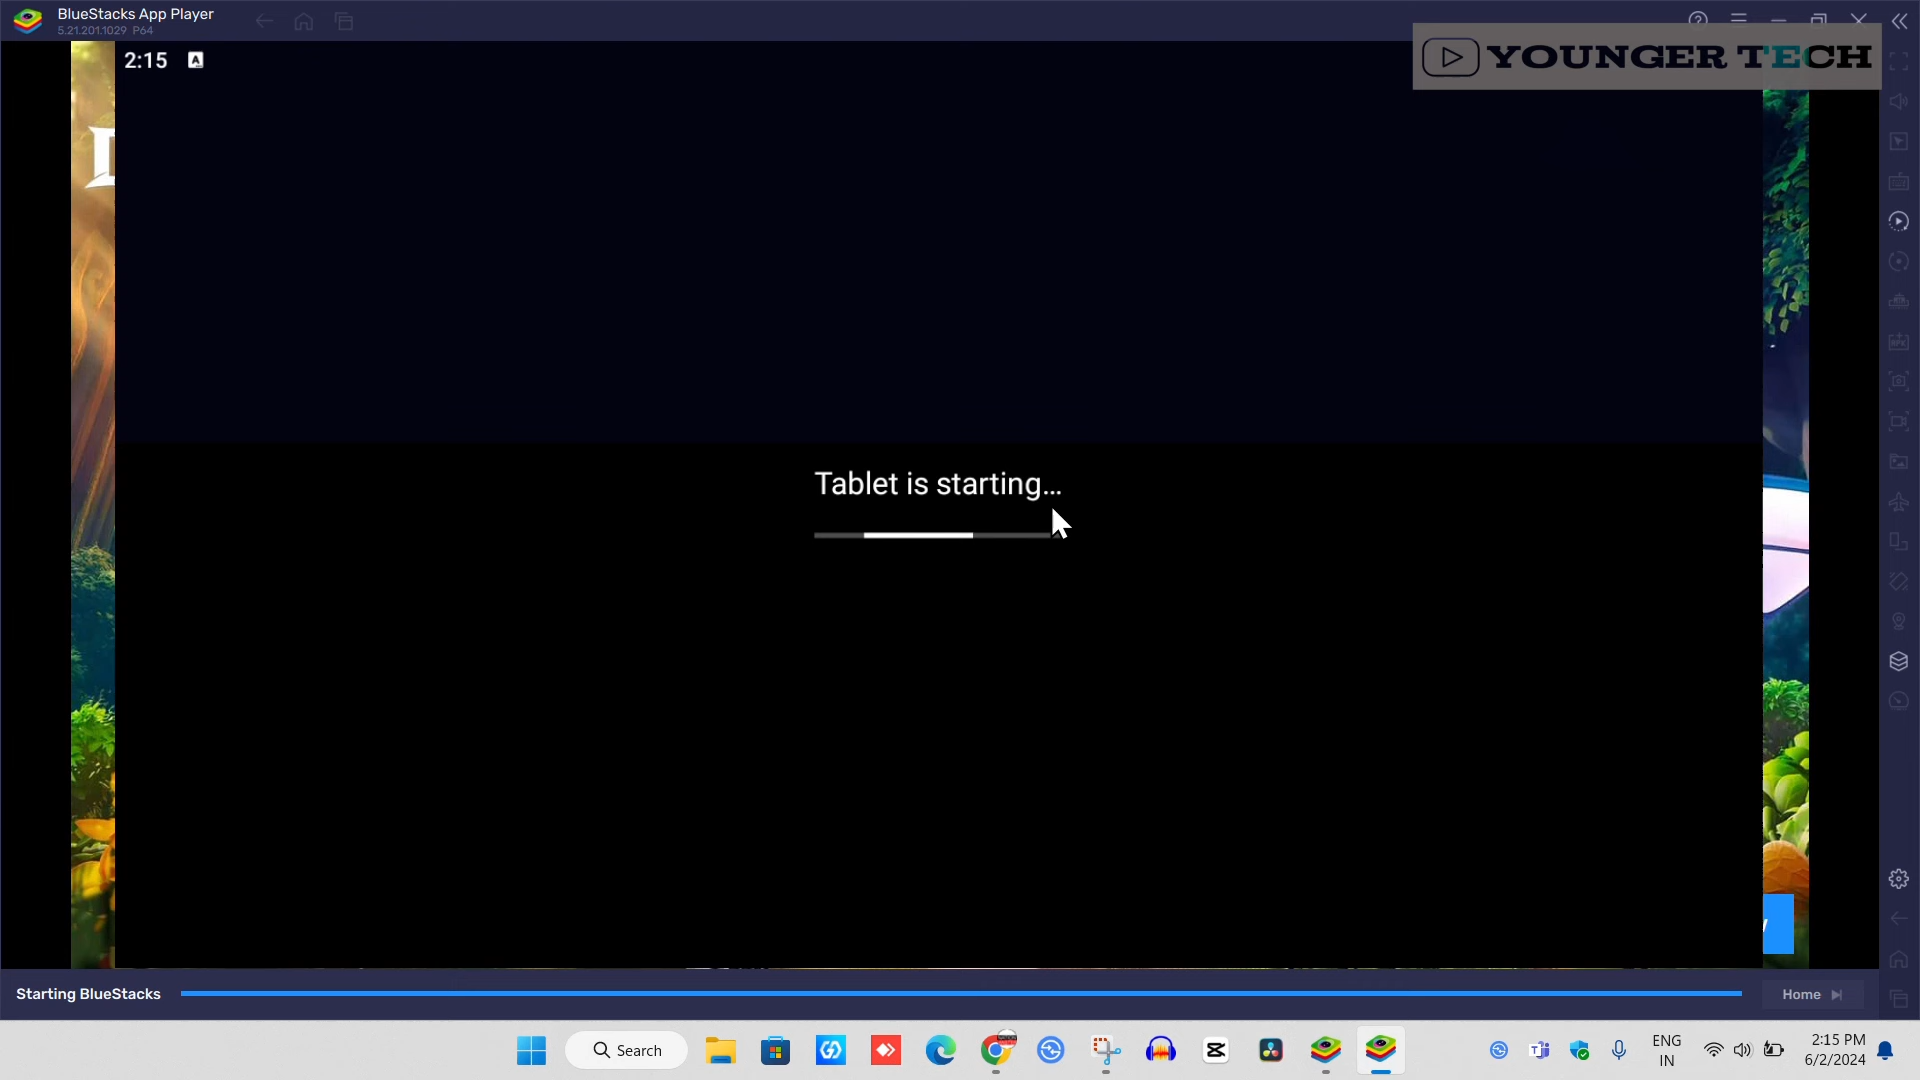 BlueStacks App Player
5.21.201.1029 P64
YOUNGER TECH
2:15 A
Tablet is starting...
Starting BlueStacks
Home
Search
ENG
IN
2:15 PM
6/2/2024